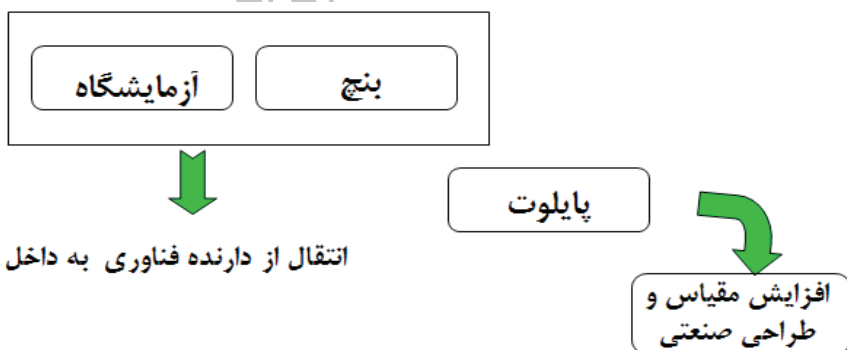 بنچ
آزمایشگاه
پایلوت
انتقال از دارنده فناوری به داخل
افزایش مقیاس و
طراحی صنعتی